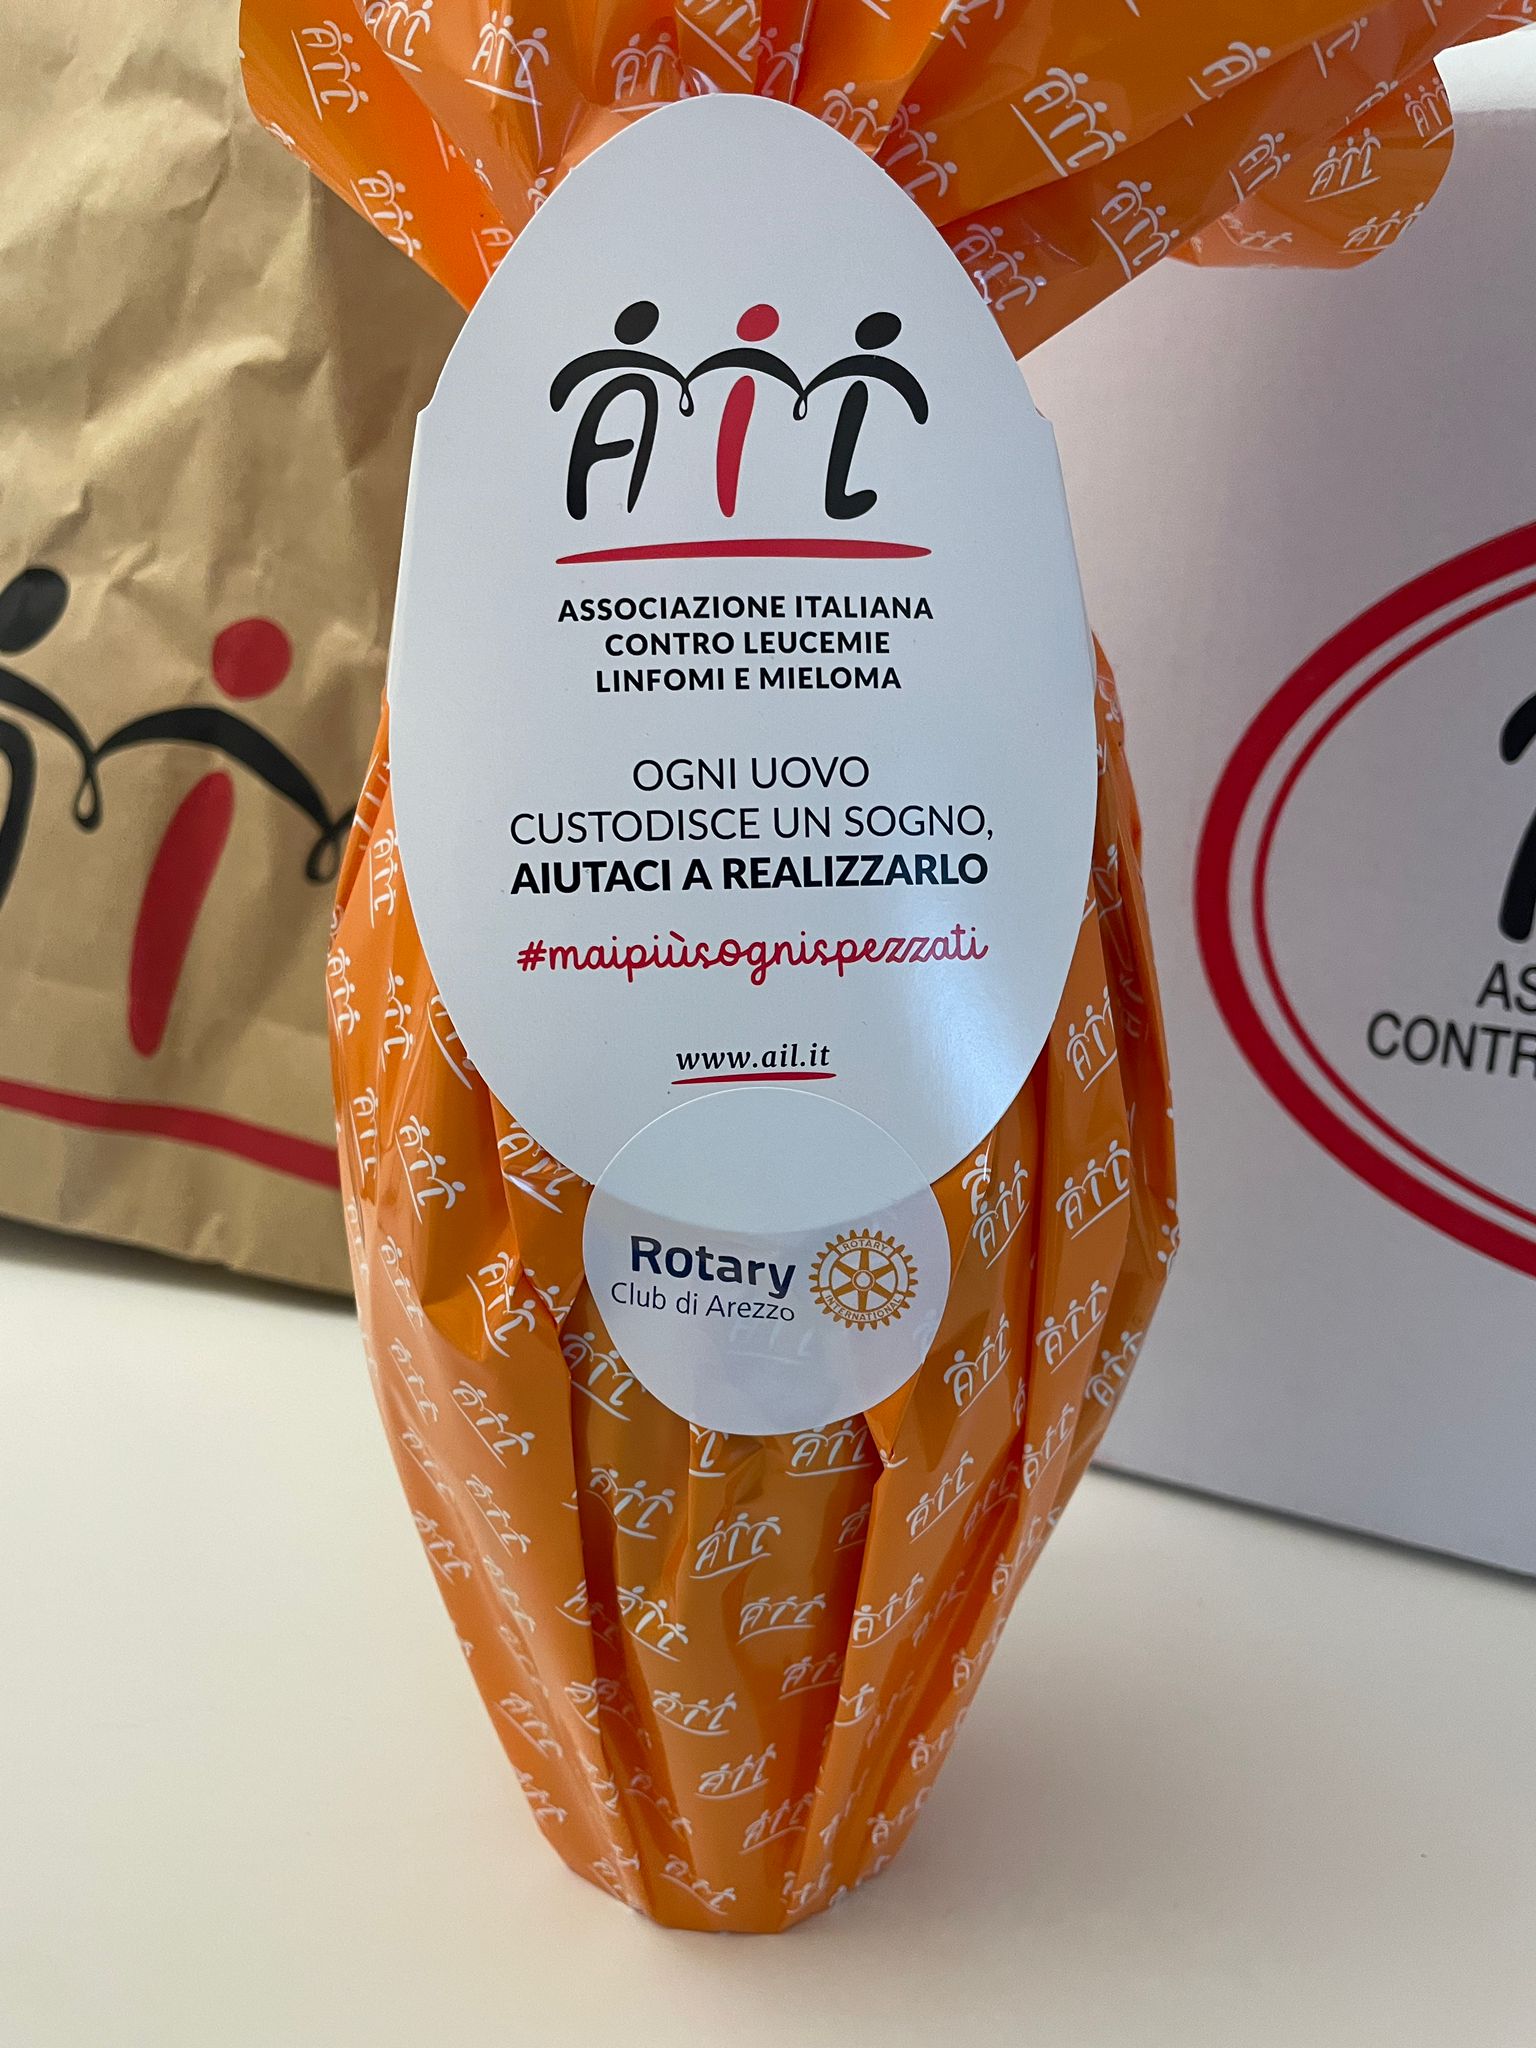 AIL
ASSOCIAZIONE ITALIANA
CONTRO LEUCEMIE
LINFOMI E MIELOMA
OGNI UOVO
CUSTODISCE UN SOGNO,
AIUTACI A REALIZZARLO
#maipiùsognispezzati
www.ail.it
Rotary
Club di Arezzo
ROTARY
INTERNATIONAL
AS
CONTR